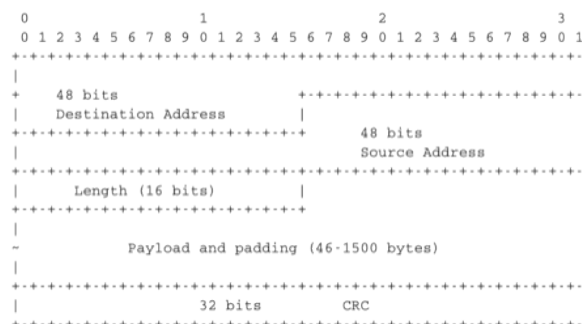 0 1 2 3
0 1 2 3 4 5 6 7 8 9 0 1 2 3 4 5 6 7 8 9 0 1 2 3 4 5 6 7 8 9 0 1
+-+-+-+-+-+-+-+-+-+-+-+-+-+-+-+-+-+-+-+-+-+-+-+-+-+-+-+-+-+-+-+-
|
+ 48 bits +-+-+-+-+-+-+-+-+-+-+-+-+-+-+-+-
| Destination Address |
+-+-+-+-+-+-+-+-+-+-+-+-+-+-+-+-+ 48 bits
| Source Address
+-+-+-+-+-+-+-+-+-+-+-+-+-+-+-+-+-+-+-+-+-+-+-+-+-+-+-+-+-+-+-+-
| Length (16 bits) |
+-+-+-+-+-+-+-+-+-+-+-+-+-+-+-+-+
|
~ Payload and padding (46-1500 bytes)
|
+-+-+-+-+-+-+-+-+-+-+-+-+-+-+-+-+-+-+-+-+-+-+-+-+-+-+-+-+-+-+-+-
| 32 bits CRC
+-+-+-+-+-+-+-+-+-+-+-+-+-+-+-+-+-+-+-+-+-+-+-+-+-+-+-+-+-+-+-+-